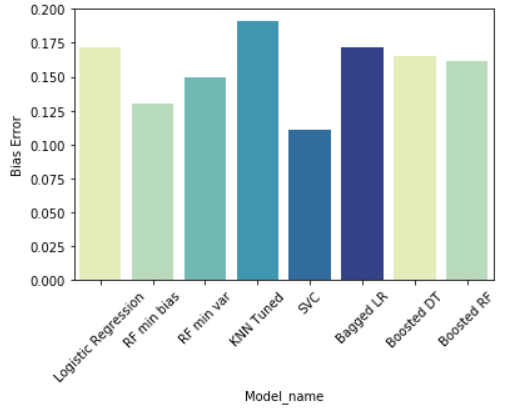 0.200
0.175
0.150
0.125
0.100
0.075
0.050
0.025
0.000
Bias Error
Logistic Regression
RF min bias
RF min var
KNN Tuned
SVC
Bagged LR
Boosted DT
Boosted RF
Model_name